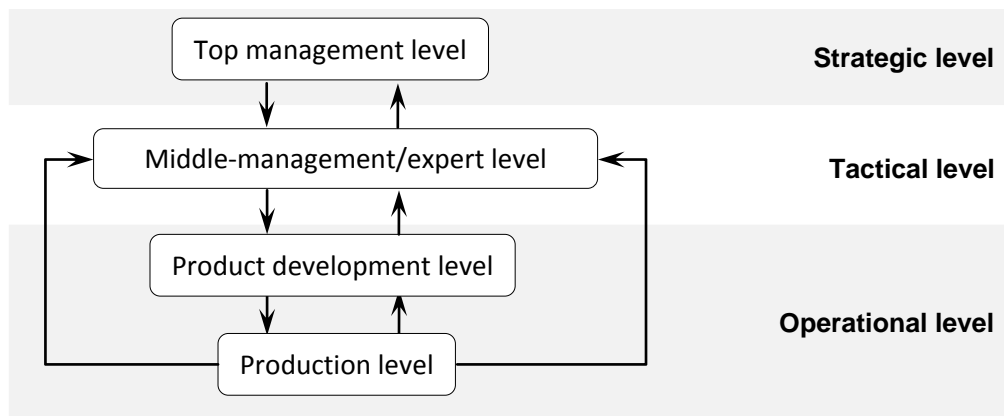 Top management level
Strategic level
Middle-management/expert level
Tactical level
Product development level
Operational level
Production level